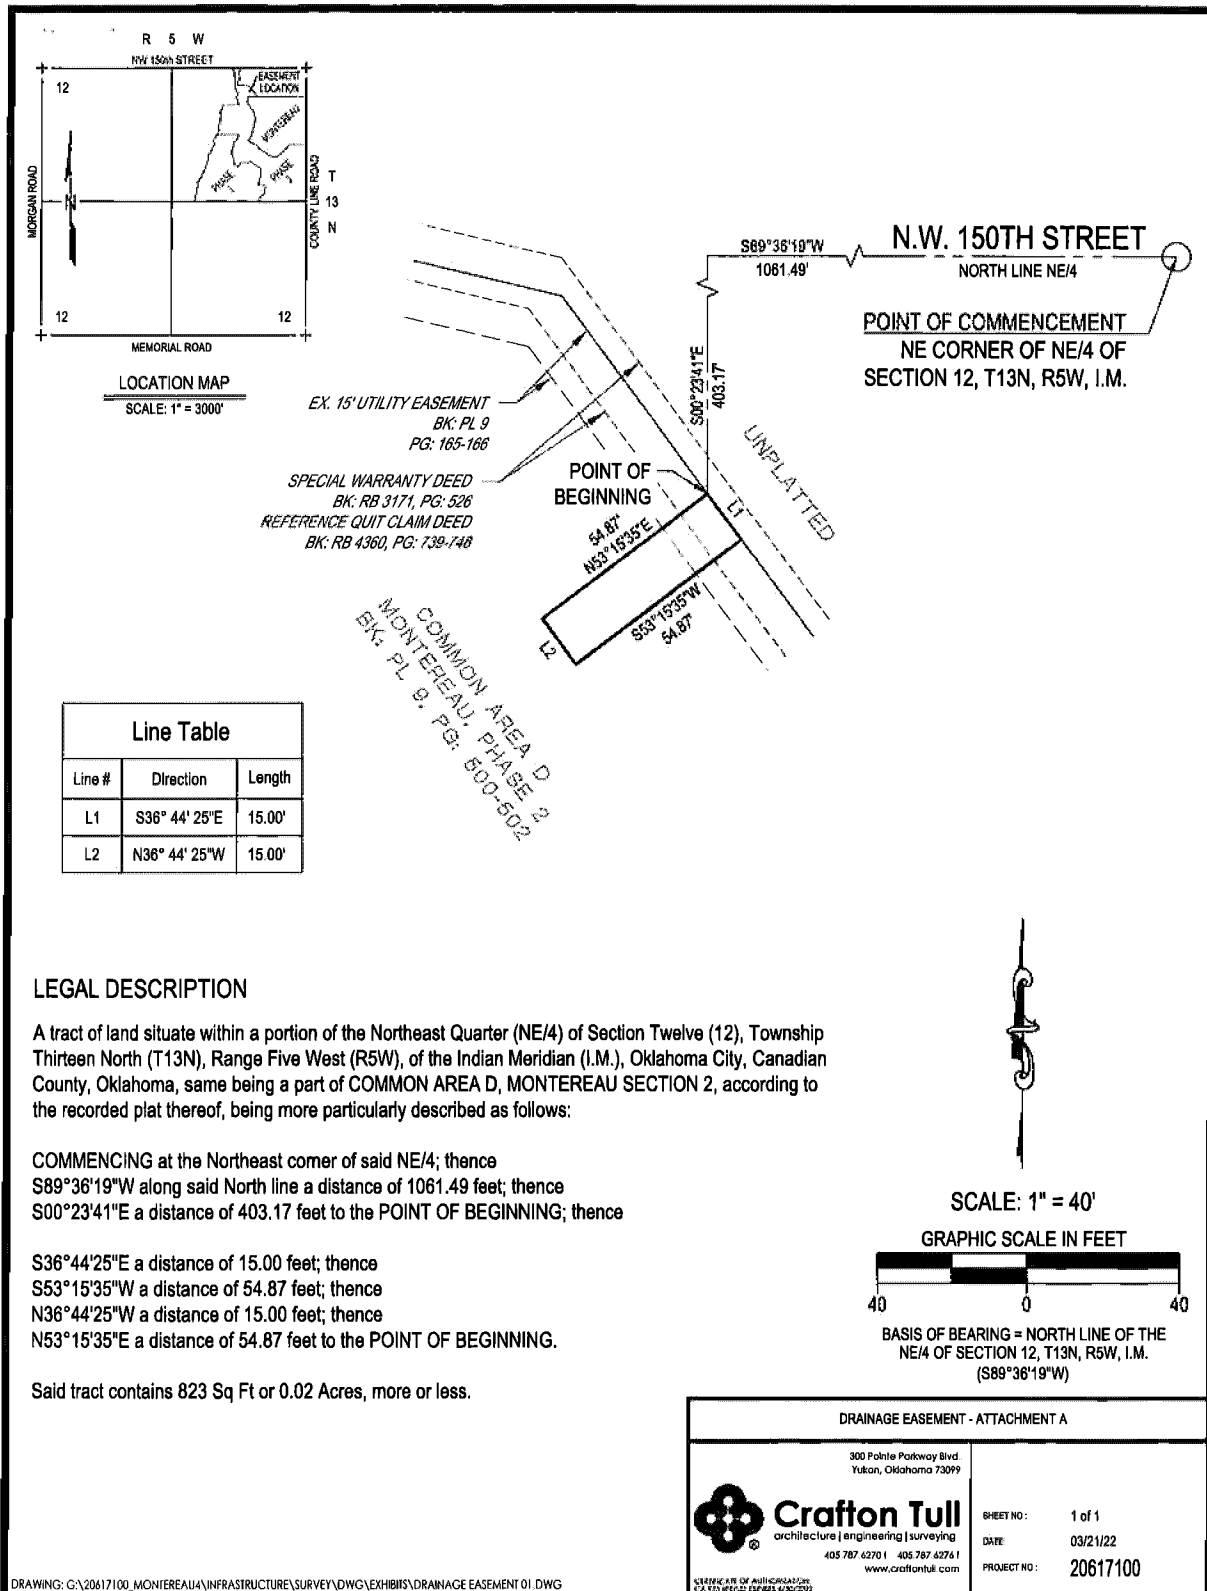 R 5 W
NW 150th STREET
12
EASEMENT
LOCATION
MONTEREAU
PHASE
PHASE
MORGAN ROAD
COUNTY LINE ROAD
T
13
N
N
12
12
MEMORIAL ROAD
LOCATION MAP
SCALE: 1" = 3000'
S89°36'19"W
1061.49'
N.W. 150TH STREET
NORTH LINE NE/4
POINT OF COMMENCEMENT
NE CORNER OF NE/4 OF
SECTION 12, T13N, R5W, I.M.
S00°23'41"E
403.17'
EX. 15' UTILITY EASEMENT
BK: PL 9
PG: 165-166
SPECIAL WARRANTY DEED
BK: RB 3171, PG: 526
REFERENCE QUIT CLAIM DEED
BK: RB 4360, PG: 739-746
POINT OF
BEGINNING
UNPLATTED
L1
54.87'
N53°15'35"E
S53°15'35"W
54.87'
L2
COMMON AREA D
MONTEREAU, PHASE 2
BK: PL 9, PG: 600-602
Line Table
Line # Direction Length
L1 S36° 44' 25"E 15.00'
L2 N36° 44' 25"W 15.00'
LEGAL DESCRIPTION
A tract of land situate within a portion of the Northeast Quarter (NE/4) of Section Twelve (12), Township
Thirteen North (T13N), Range Five West (R5W), of the Indian Meridian (I.M.), Oklahoma City, Canadian
County, Oklahoma, same being a part of COMMON AREA D, MONTEREAU SECTION 2, according to
the recorded plat thereof, being more particularly described as follows:
COMMENCING at the Northeast corner of said NE/4; thence
S89°36'19"W along said North line a distance of 1061.49 feet; thence
S00°23'41"E a distance of 403.17 feet to the POINT OF BEGINNING; thence
S36°44'25"E a distance of 15.00 feet; thence
S53°15'35"W a distance of 54.87 feet; thence
N36°44'25"W a distance of 15.00 feet; thence
N53°15'35"E a distance of 54.87 feet to the POINT OF BEGINNING.
Said tract contains 823 Sq Ft or 0.02 Acres, more or less.
SCALE: 1" = 40'
GRAPHIC SCALE IN FEET
40 0 40
BASIS OF BEARING = NORTH LINE OF THE
NE/4 OF SECTION 12, T13N, R5W, I.M.
(S89°36'19"W)
DRAINAGE EASEMENT - ATTACHMENT A
300 Pointe Parkway Blvd.
Yukon, Oklahoma 73099
Crafton Tull
architecture | engineering | surveying
405.787.6270 t 405.787.6276 f
www.craftontull.com
CERTIFICATE OF AUTHORIZATION
SHEET NO.: 1 of 1
DATE: 03/21/22
PROJECT NO.: 20617100
DRAWING: G:\20617100_MONTEREAU4\INFRASTRUCTURE\SURVEY\DWG\EXHIBITS\DRAINAGE EASEMENT 01.DWG